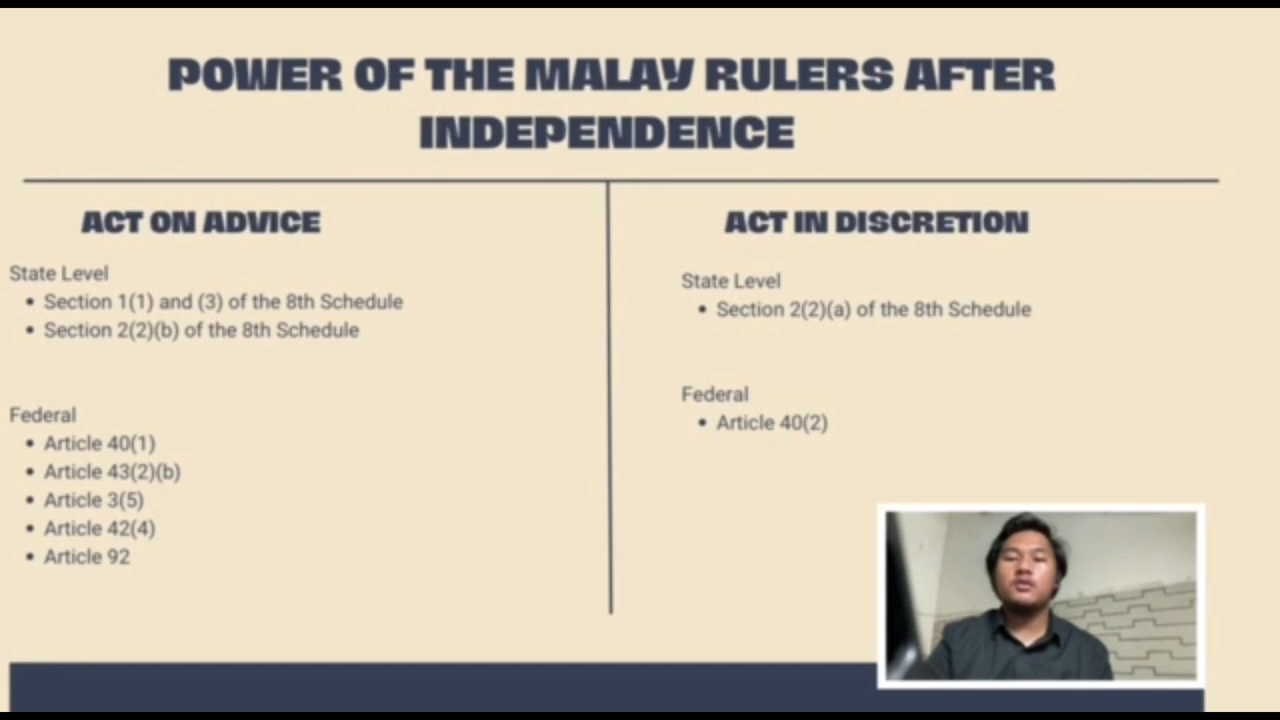 POWER OF THE MALAY RULERS AFTER
INDEPENDENCE
ACT ON ADVICE
State Level
• Section 1(1) and (3) of the 8th Schedule
• Section 2(2)(b) of the 8th Schedule
Federal
• Article 40(1)
• Article 43(2)(b)
• Article 3(5)
• Article 42(4)
• Article 92
ACT IN DISCRETION
State Level
• Section 2(2)(a) of the 8th Schedule
Federal
• Article 40(2)